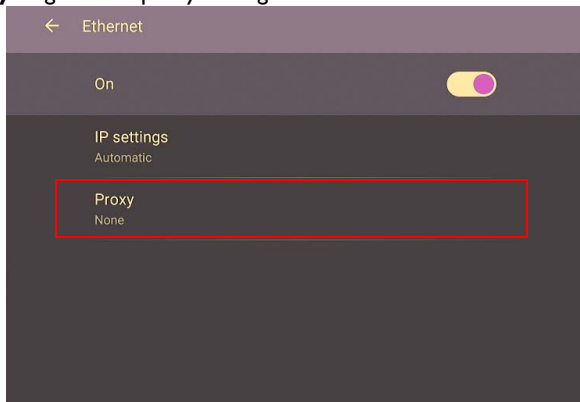 ← Ethernet
On
IP settings
Automatic
Proxy
None